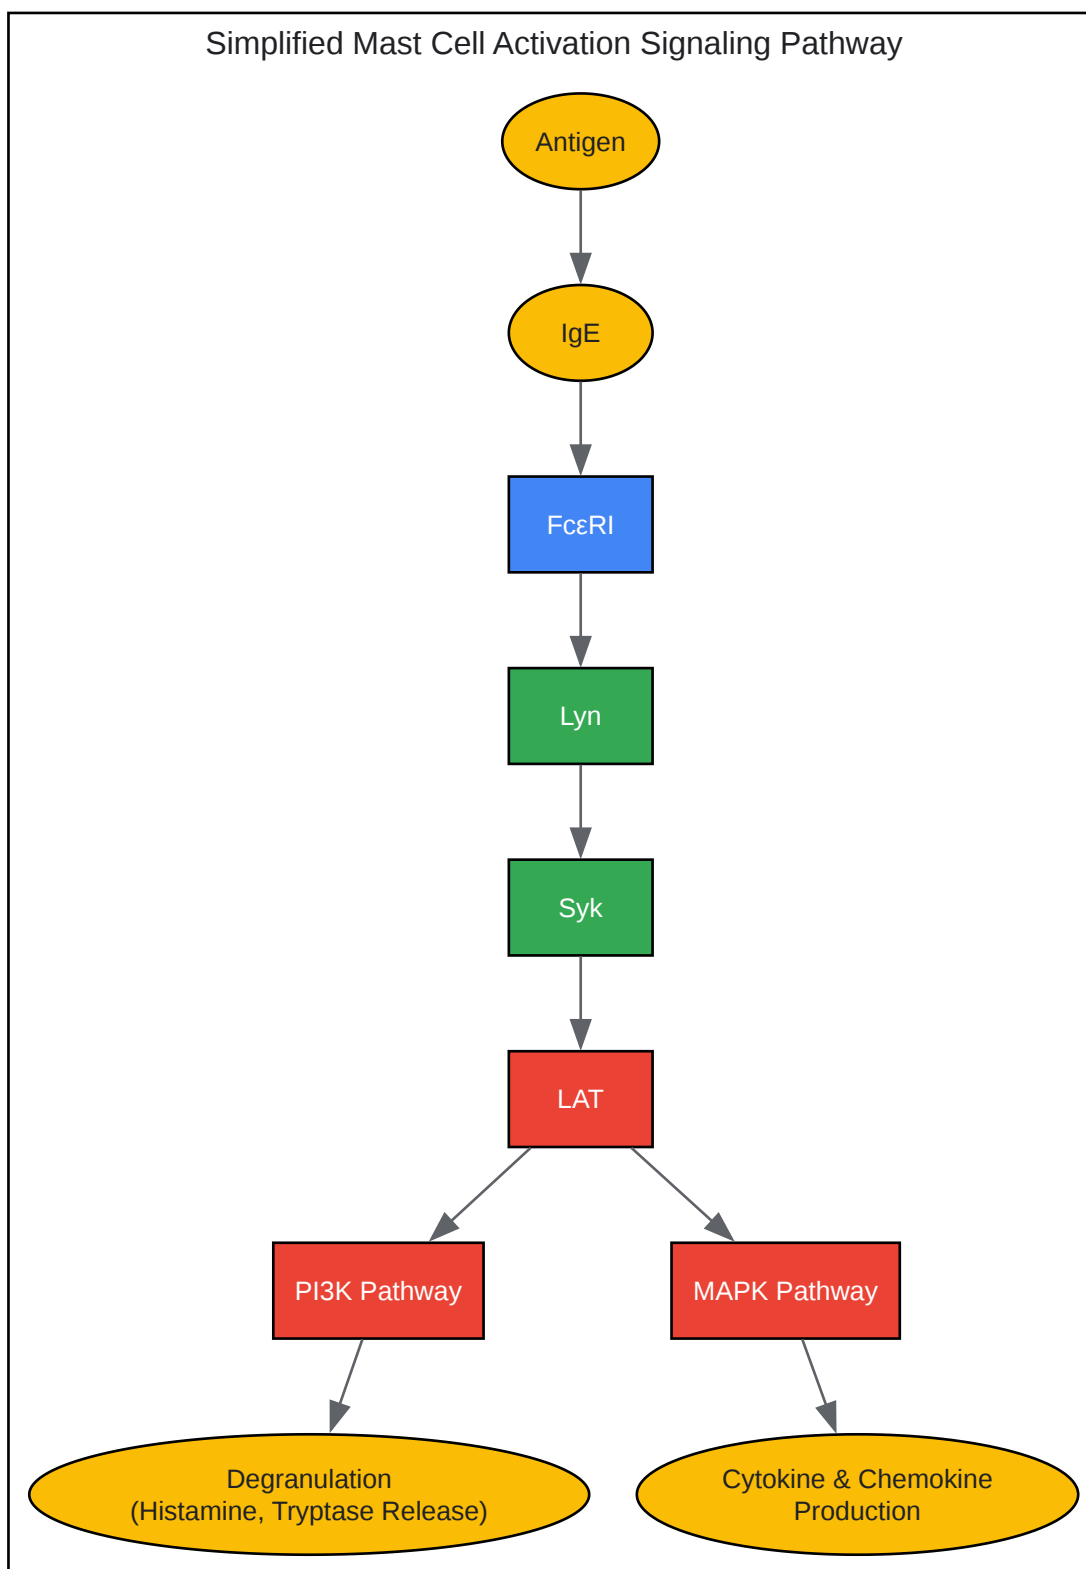 Simplified Mast Cell Activation Signaling Pathway
Antigen
IgE
FcεRI
Lyn
Syk
LAT
PI3K Pathway
MAPK Pathway
Degranulation
(Histamine, Tryptase Release)
Cytokine & Chemokine
Production